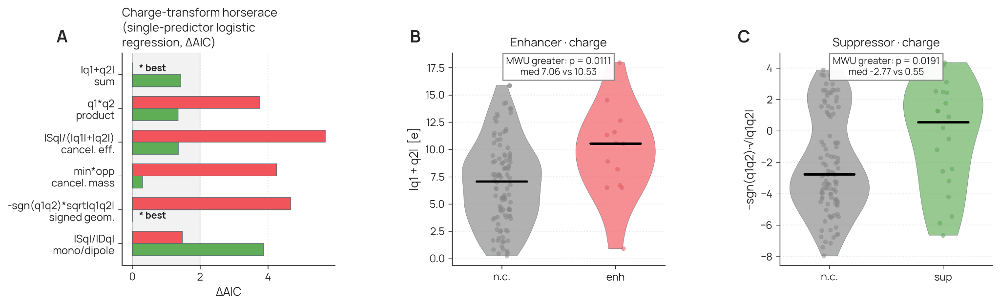 A
Charge-transform horserace
(single-predictor logistic
regression, ΔAIC)
|q1+q2|
sum
q1*q2
product
|Sq|/(|q1|+|q2|)
cancel. eff.
min*opp
cancel. mass
-sgn(q1q2)*sqrt|q1q2|
signed geom.
|Sq|/|Dq|
mono/dipole
* best
* best
0
2
4
ΔAIC
B
Enhancer · charge
MWU greater: p = 0.0111
med 7.06 vs 10.53
|q1 + q2| [e]
17.5
15.0
12.5
10.0
7.5
5.0
2.5
0.0
n.c.
enh
C
Suppressor · charge
MWU greater: p = 0.0191
med -2.77 vs 0.55
−sgn(q1q2)·√|q1q2|
4
2
0
−2
−4
−6
−8
n.c.
sup